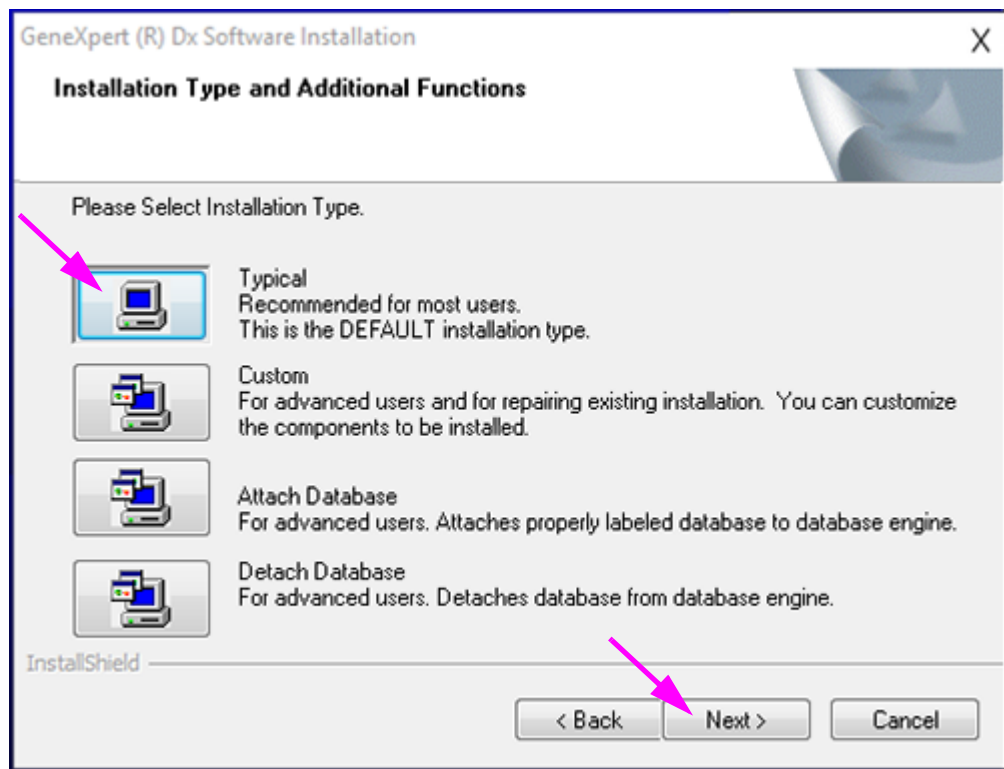 GeneXpert (R) Dx Software Installation
X
Installation Type and Additional Functions
Please Select Installation Type.
Typical
Recommended for most users.
This is the DEFAULT installation type.
Custom
For advanced users and for repairing existing installation.  You can customize
the components to be installed.
Attach Database
For advanced users. Attaches properly labeled database to database engine.
Detach Database
For advanced users. Detaches database from database engine.
InstallShield
< Back Next > Cancel